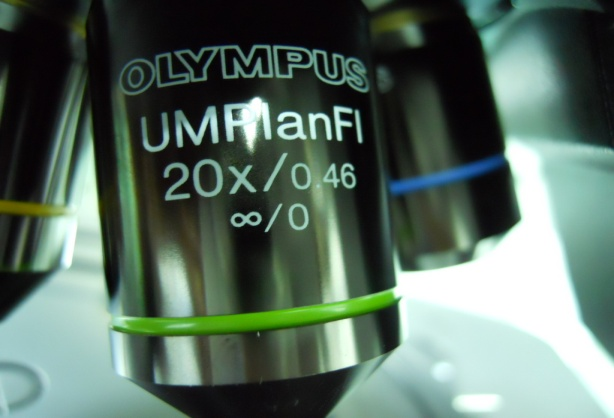 OLYMPUS
UMPlanFl
20x/0.46
∞/0